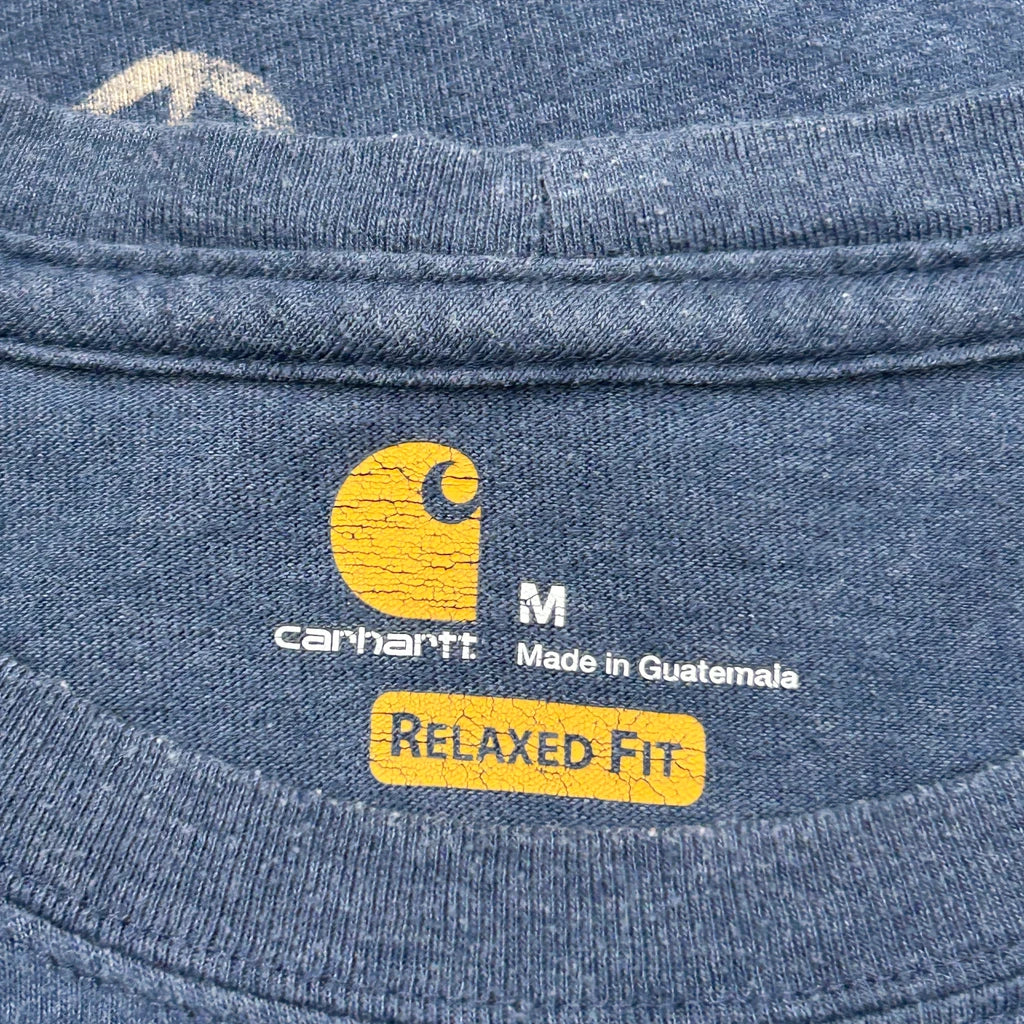 carhartt
M
Made in Guatemala
RELAXED FIT